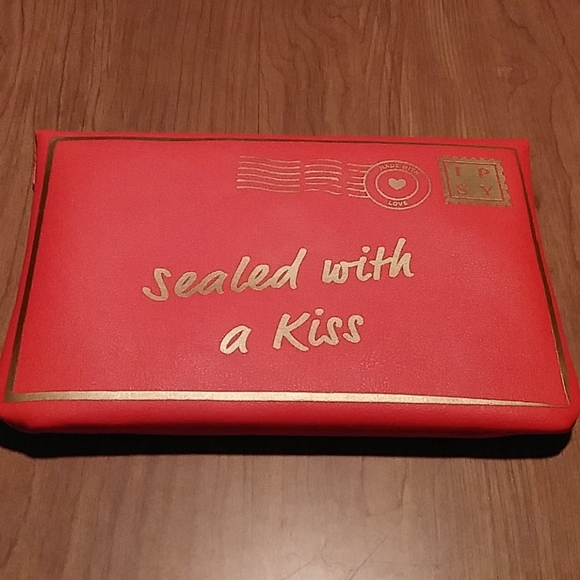 MADE WITH
LOVE
I P
S Y
Sealed with
a Kiss